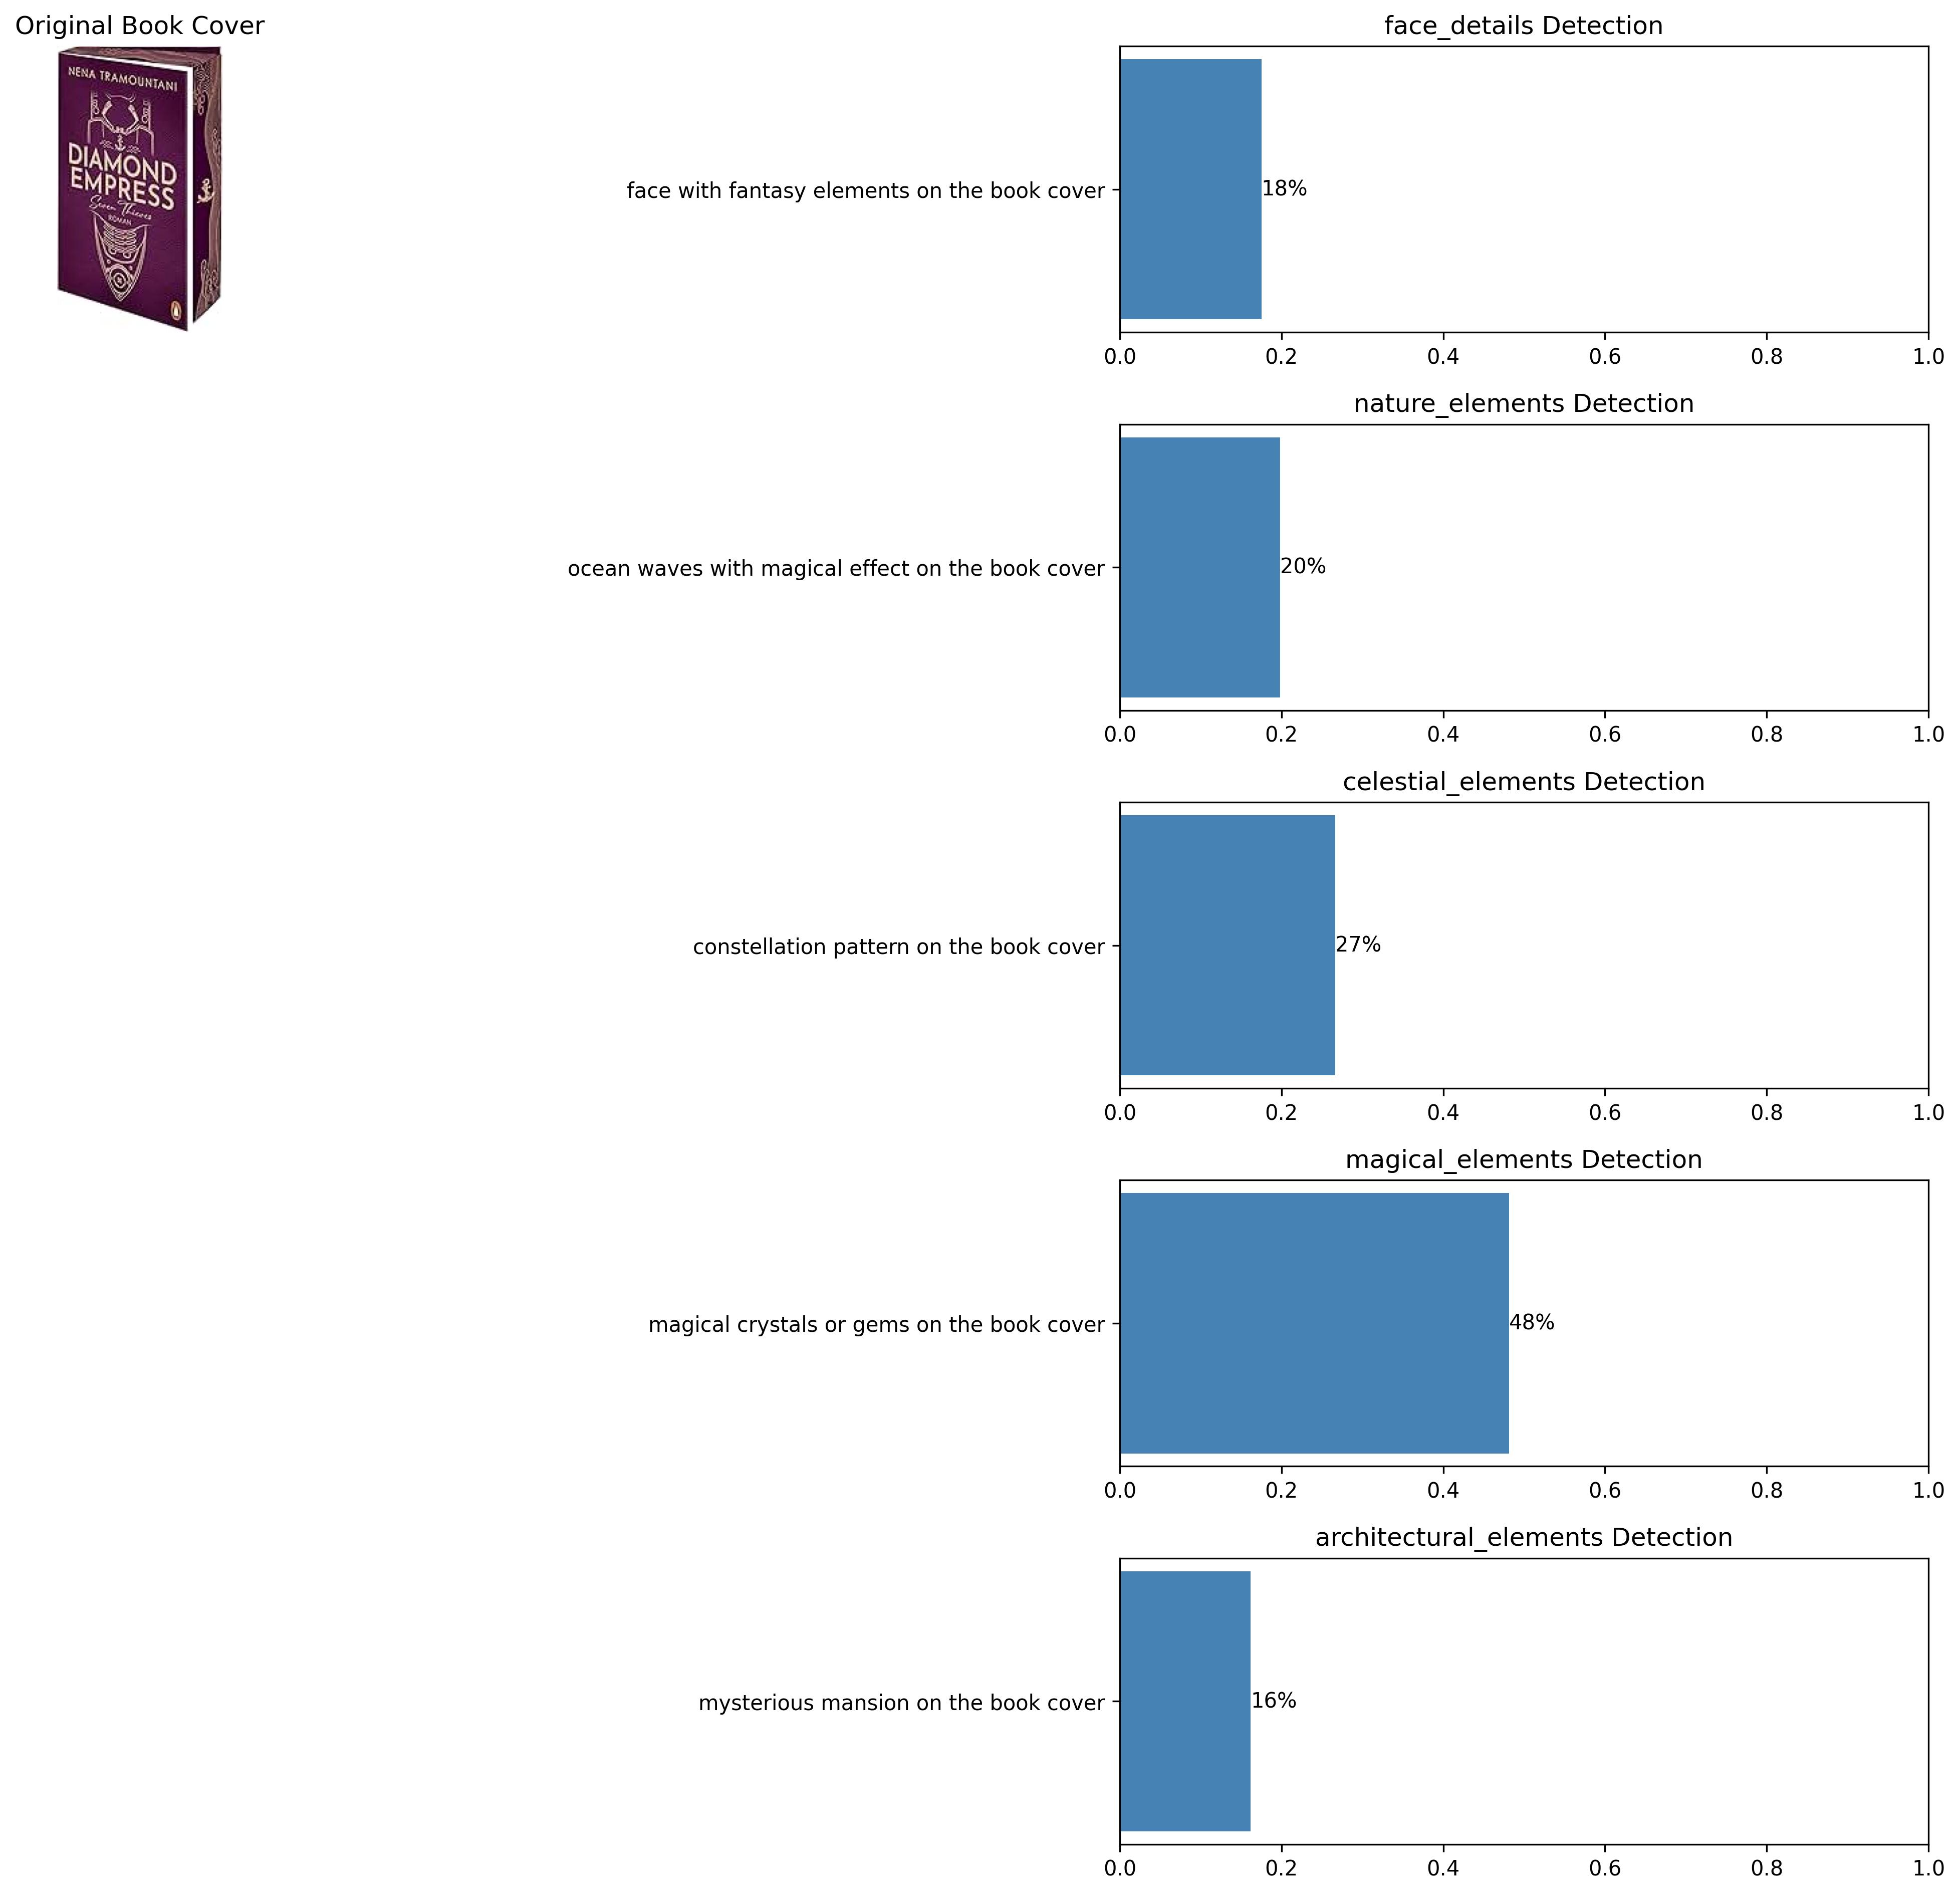 Original Book Cover
NENA TRAMOUNTANI
DIAMOND
EMPRESS
Seven Thieves
ROMAN
face_details Detection
face with fantasy elements on the book cover
18%
0.0 0.2 0.4 0.6 0.8 1.0
nature_elements Detection
ocean waves with magical effect on the book cover
20%
0.0 0.2 0.4 0.6 0.8 1.0
celestial_elements Detection
constellation pattern on the book cover
27%
0.0 0.2 0.4 0.6 0.8 1.0
magical_elements Detection
magical crystals or gems on the book cover
48%
0.0 0.2 0.4 0.6 0.8 1.0
architectural_elements Detection
mysterious mansion on the book cover
16%
0.0 0.2 0.4 0.6 0.8 1.0